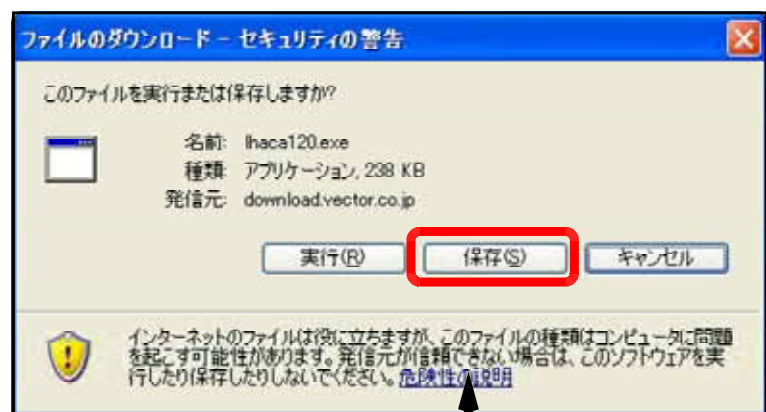 ファイルのダウンロード - セキュリティの警告
このファイルを実行または保存しますか?
名前: lhaca120.exe
種類: アプリケーション, 238 KB
発信元: download.vector.co.jp
実行(R) 保存(S) キャンセル
インターネットのファイルは役に立ちますが、このファイルの種類はコンピュータに問題
を起こす可能性があります。発信元が信頼できない場合は、このソフトウェアを実
行したり保存したりしないでください。危険性の説明